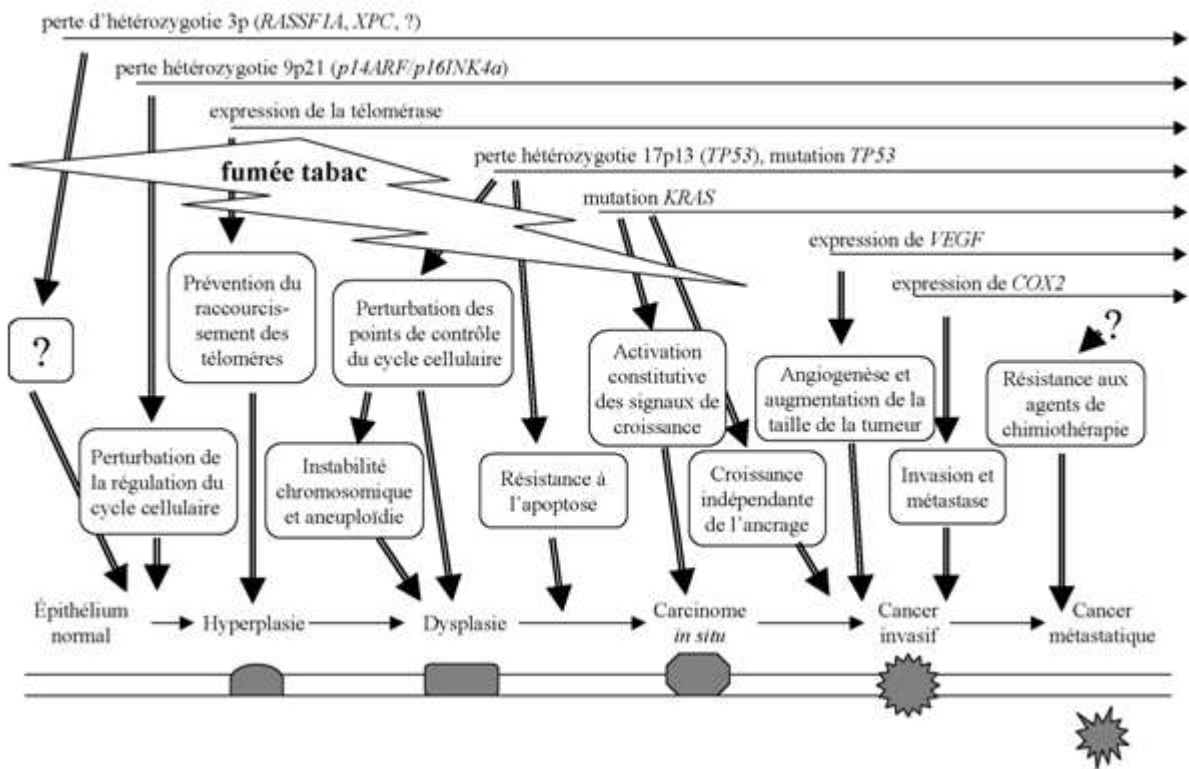 perte d'hétérozygotie 3p (RASSF1A, XPC, ?)
perte hétérozygotie 9p21 (p14ARF/p16INK4a)
expression de la télomérase
perte hétérozygotie 17p13 (TP53), mutation TP53
fumée tabac
mutation KRAS
expression de VEGF
expression de COX2
?
?
Prévention du
raccourcis-
sement des
télomères
Perturbation des
points de contrôle
du cycle cellulaire
Activation
constitutive
des signaux de
croissance
Angiogenèse et
augmentation de la
taille de la tumeur
Résistance aux
agents de
chimiothérapie
Perturbation de
la régulation du
cycle cellulaire
Instabilité
chromosomique
et aneuploïdie
Résistance à
l'apoptose
Croissance
indépendante
de l'ancrage
Invasion et
métastase
Épithélium
normal
Hyperplasie
Dysplasie
Carcinome
in situ
Cancer
invasif
Cancer
métastatique